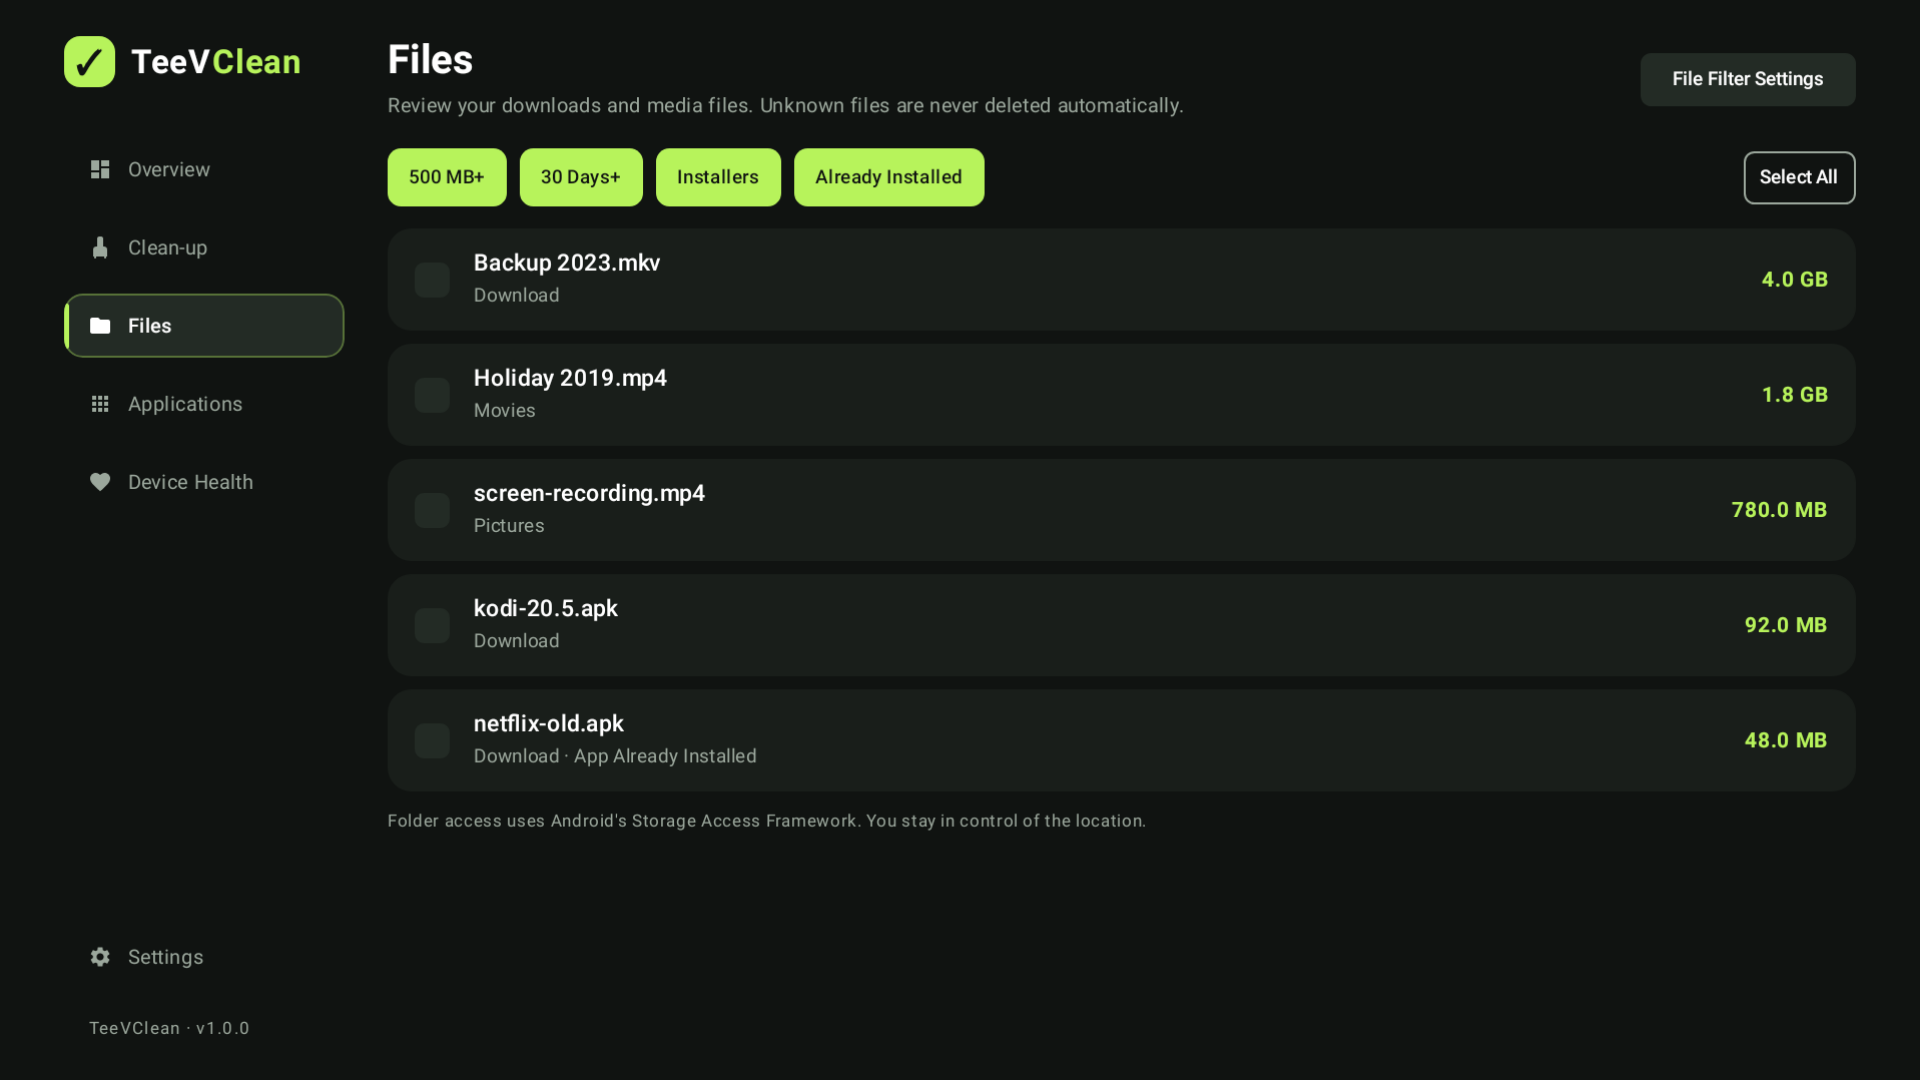 TeeVClean
Files
Review your downloads and media files. Unknown files are never deleted automatically.
File Filter Settings
500 MB+
30 Days+
Installers
Already Installed
Select All
Overview
Clean-up
Files
Applications
Device Health
Backup 2023.mkv
Download
4.0 GB
Holiday 2019.mp4
Movies
1.8 GB
screen-recording.mp4
Pictures
780.0 MB
kodi-20.5.apk
Download
92.0 MB
netflix-old.apk
Download · App Already Installed
48.0 MB
Folder access uses Android's Storage Access Framework. You stay in control of the location.
Settings
TeeVClean · v1.0.0